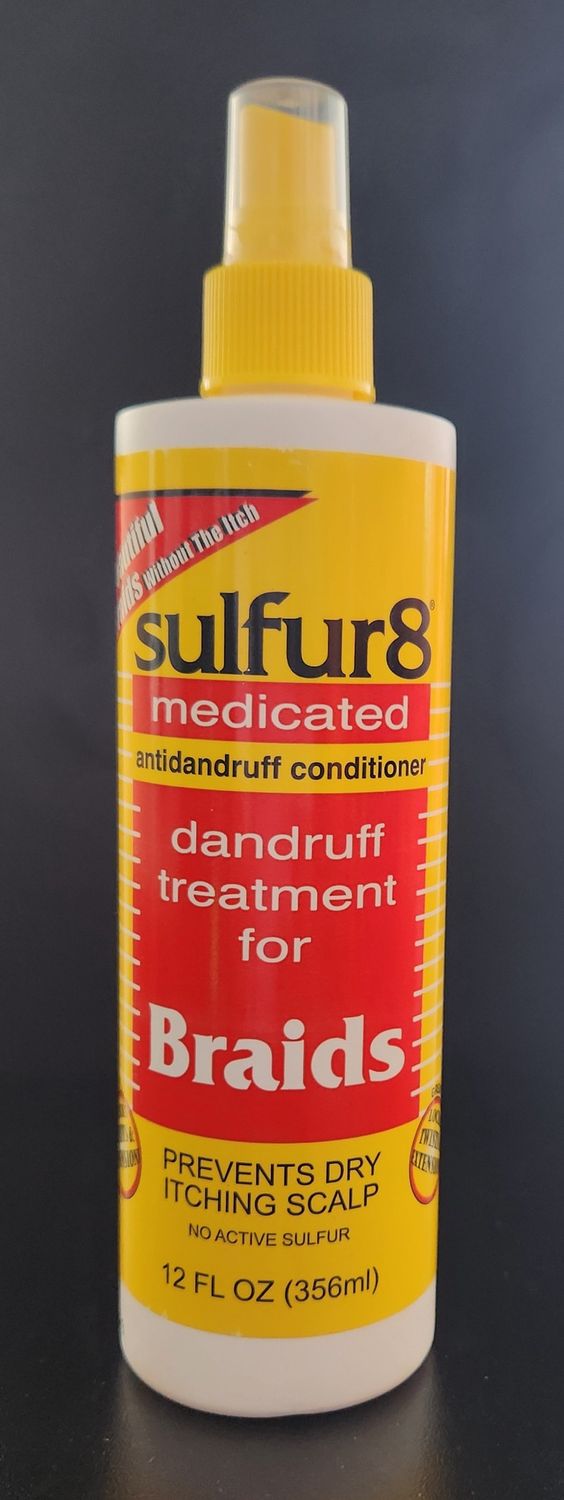 Without The Itch
sulfur8®
medicated
antidandruff conditioner
dandruff
treatment
for
Braids
PREVENTS DRY
ITCHING SCALP
NO ACTIVE SULFUR
12 FL OZ (356ml)